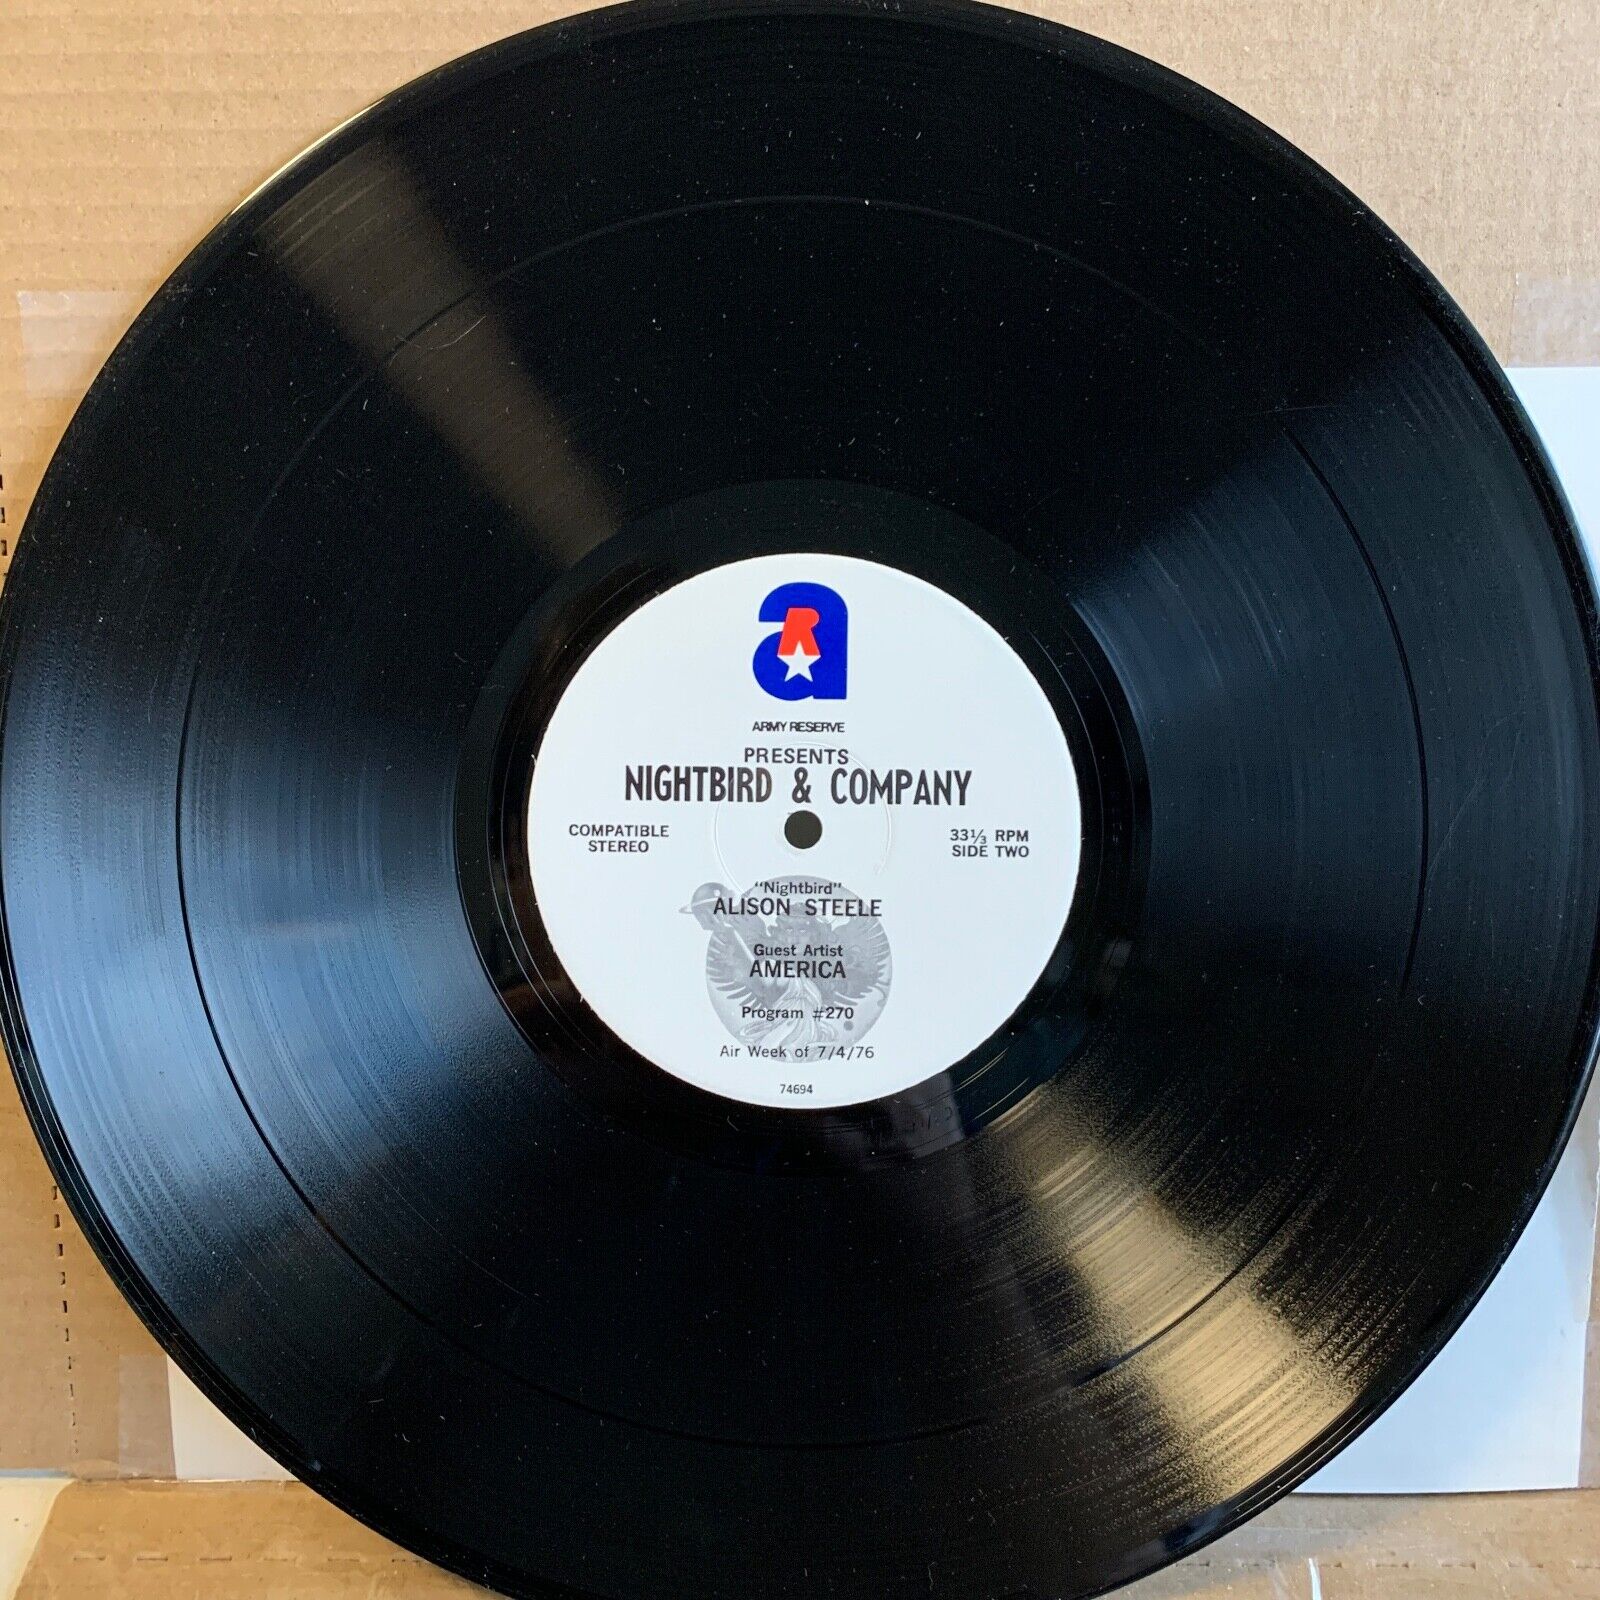 aR
ARMY RESERVE
PRESENTS
NIGHTBIRD & COMPANY
COMPATIBLE
STEREO
33⅓ RPM
SIDE TWO
"Nightbird"
ALISON STEELE
Guest Artist
AMERICA
Program #270
Air Week of 7/4/76
74694